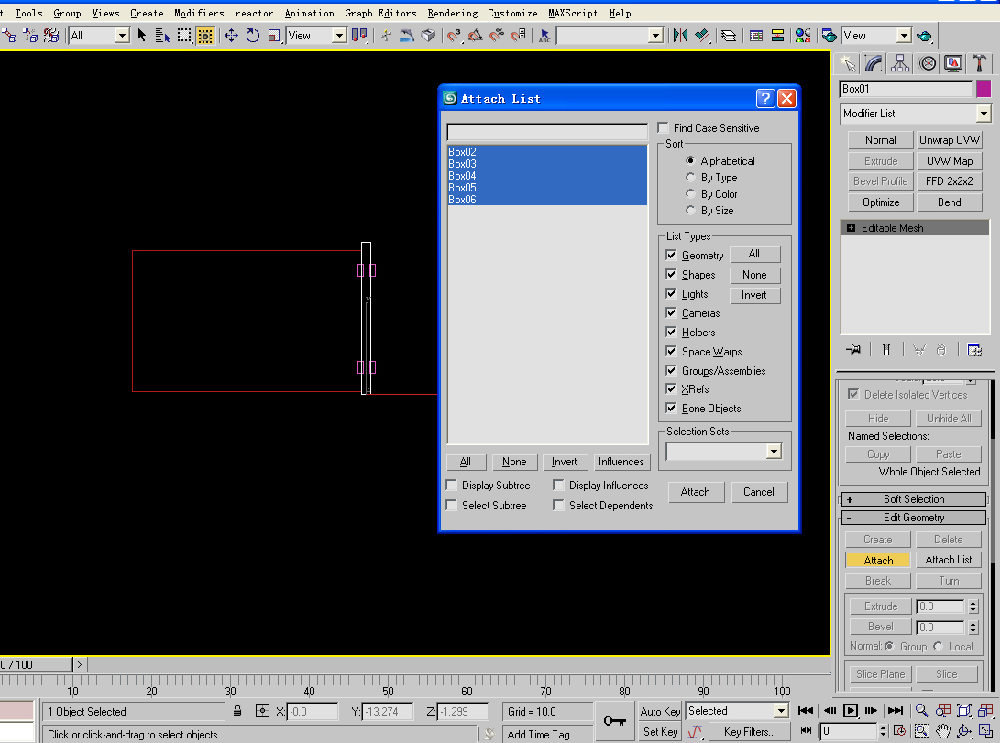 Tools Group Views Create Modifiers reactor Animation Graph Editors Rendering Customize MAXScript Help
All
View
ABC
View
Attach List
Find Case Sensitive
Box02
Box03
Box04
Box05
Box06
Sort
Alphabetical
By Type
By Color
By Size
List Types
Geometry
Shapes
Lights
Cameras
Helpers
Space Warps
Groups/Assemblies
XRefs
Bone Objects
All
None
Invert
Selection Sets
All None Invert Influences
Display Subtree Display Influences
Select Subtree Select Dependents
Attach Cancel
Box01
Modifier List
Normal Unwrap UVW
Extrude UVW Map
Bevel Profile FFD 2x2x2
Optimize Bend
Editable Mesh
Delete Isolated Vertices
Hide Unhide All
Named Selections:
Copy Paste
Whole Object Selected
+ Soft Selection
- Edit Geometry
Create Delete
Attach Attach List
Break Turn
Extrude 0.0
Bevel 0.0
Normal: Group Local
Slice Plane Slice
0 / 100 >
10 20 30 40 50 60 70 80 90 100
1 Object Selected X: -0.0 Y: -13.274 Z: -1.299 Grid = 10.0 Auto Key Selected
Click or click-and-drag to select objects Add Time Tag Set Key Key Filters... 0